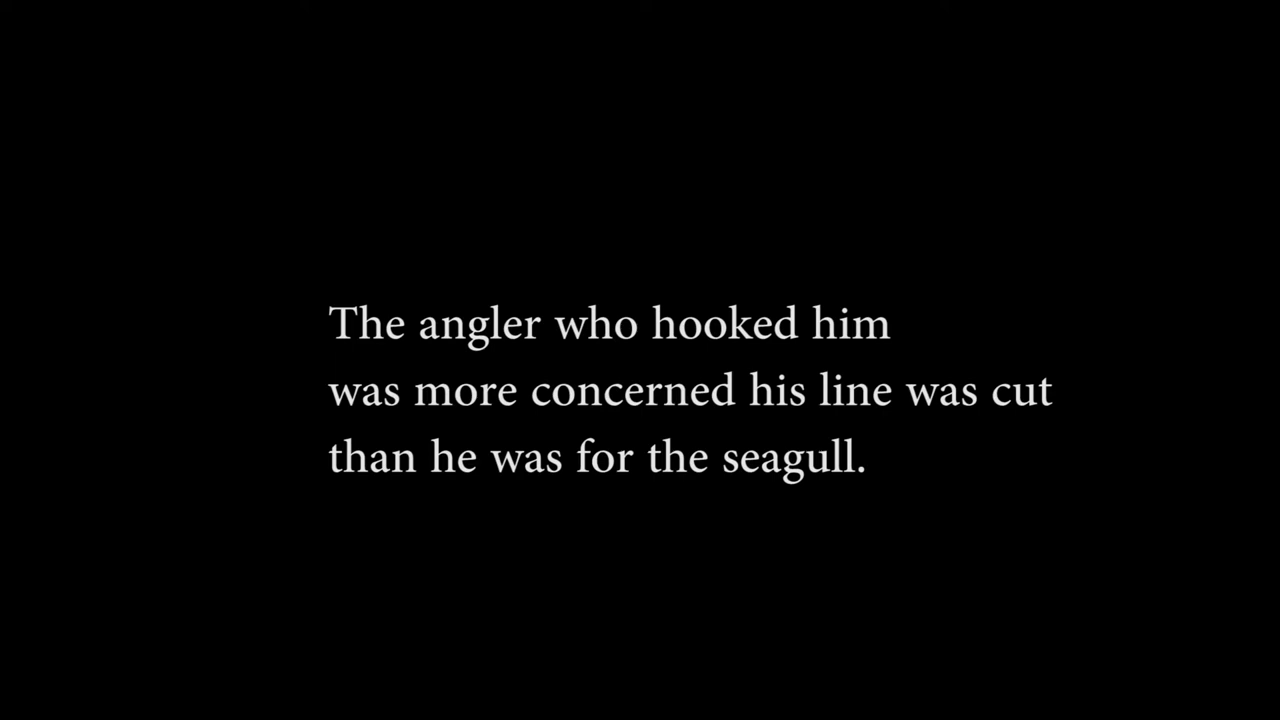 The angler who hooked him
was more concerned his line was cut
than he was for the seagull.